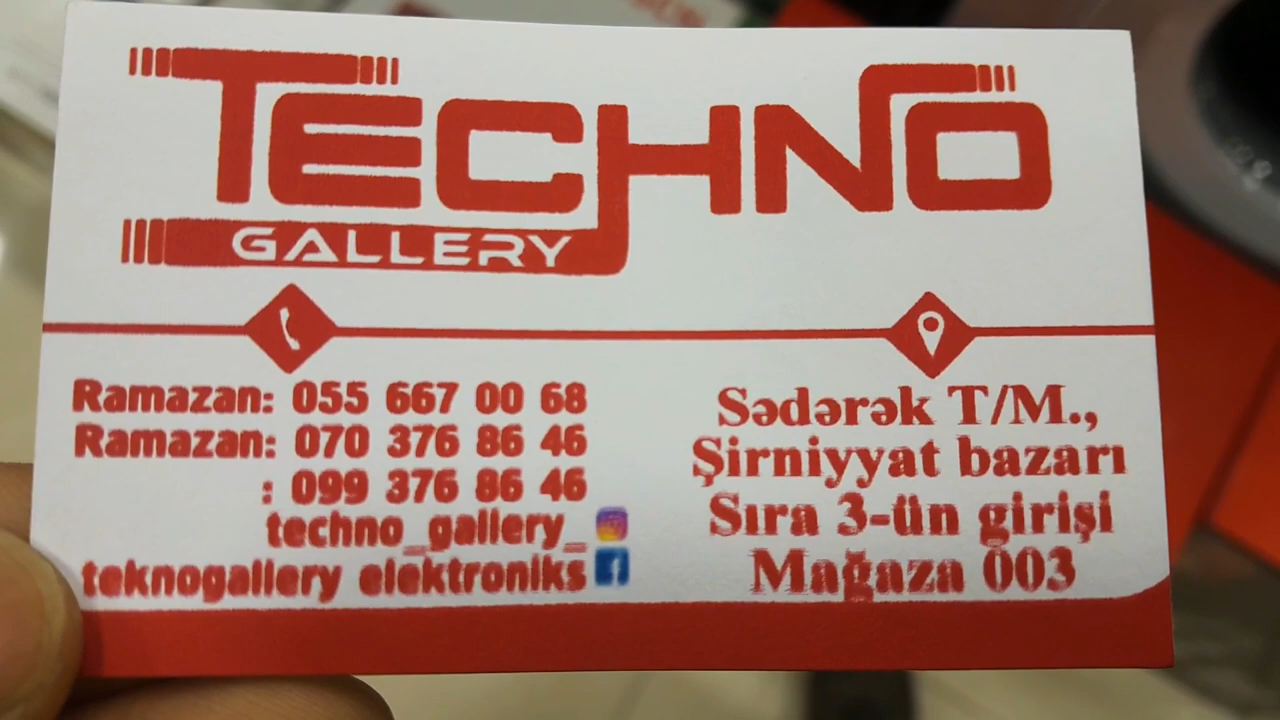 TECHNO
GALLERY
Ramazan: 055 667 00 68
Ramazan: 070 376 86 46
: 099 376 86 46
techno_gallery_
teknogallery elektroniks
Sədərək T/M.,
Şirniyyat bazarı
Sıra 3-ün girişi
Mağaza 003